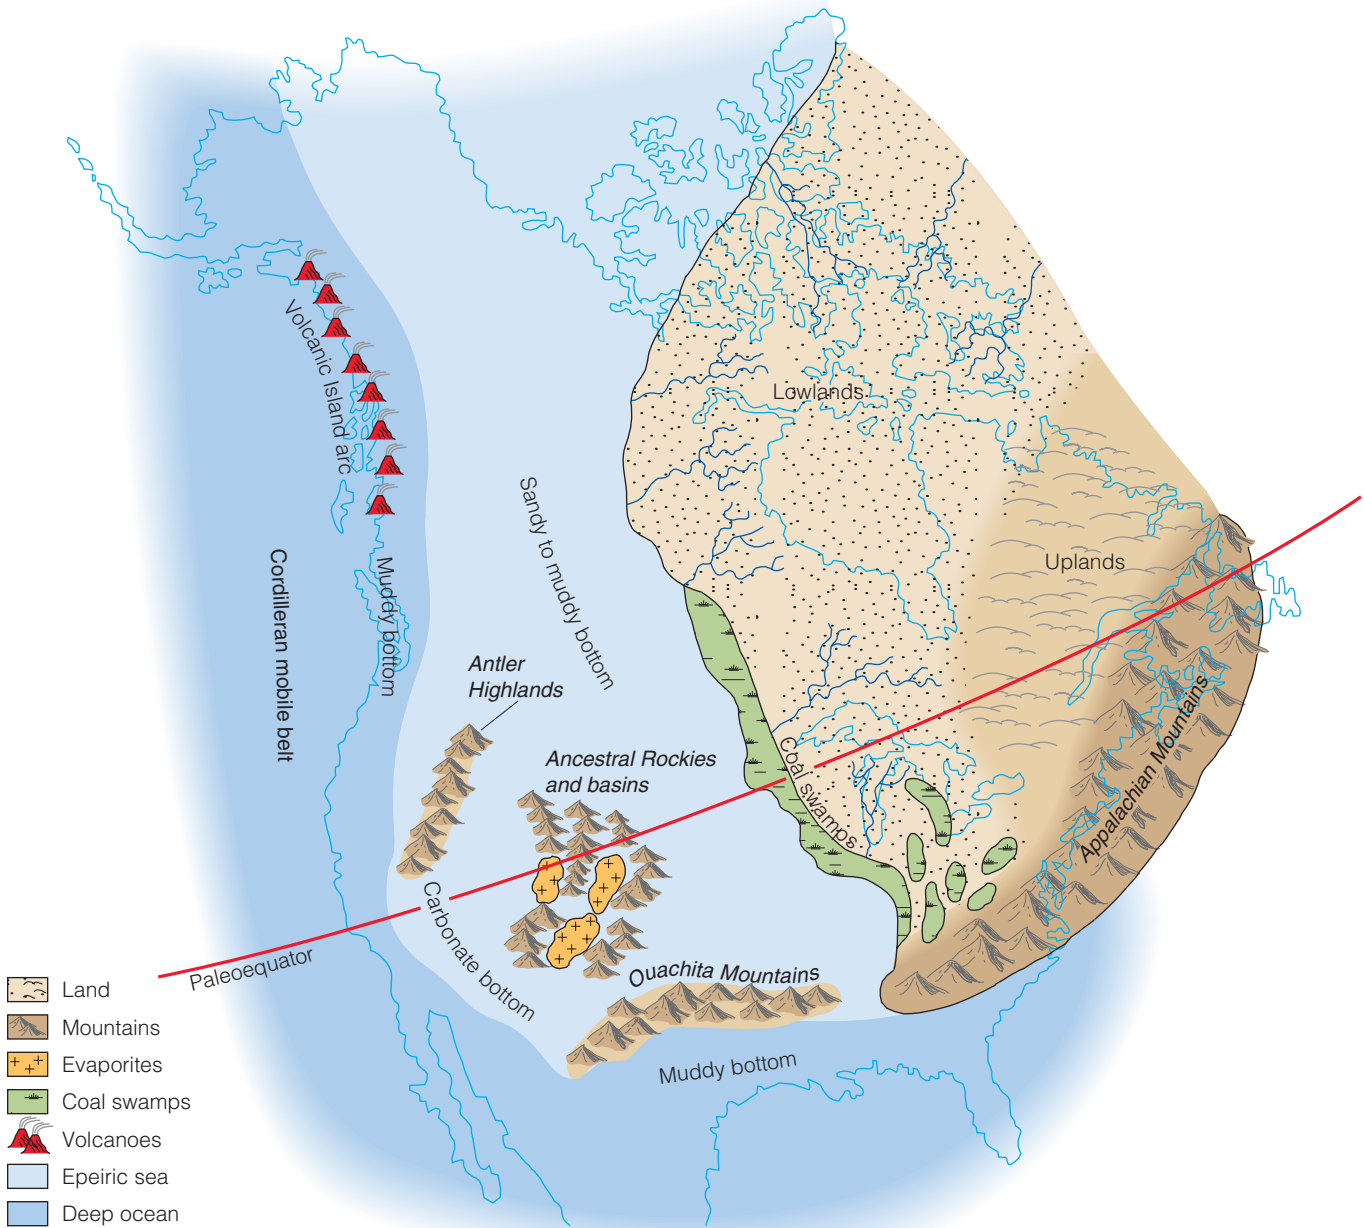 Volcanic Island arc
Lowlands
Sandy to muddy bottom
Cordilleran mobile belt
Muddy bottom
Uplands
Antler
Highlands
Ancestral Rockies
and basins
Coal swamps
Appalachian Mountains
Carbonate bottom
Paleoequator
Ouachita Mountains
Muddy bottom
Land
Mountains
Evaporites
Coal swamps
Volcanoes
Epeiric sea
Deep ocean